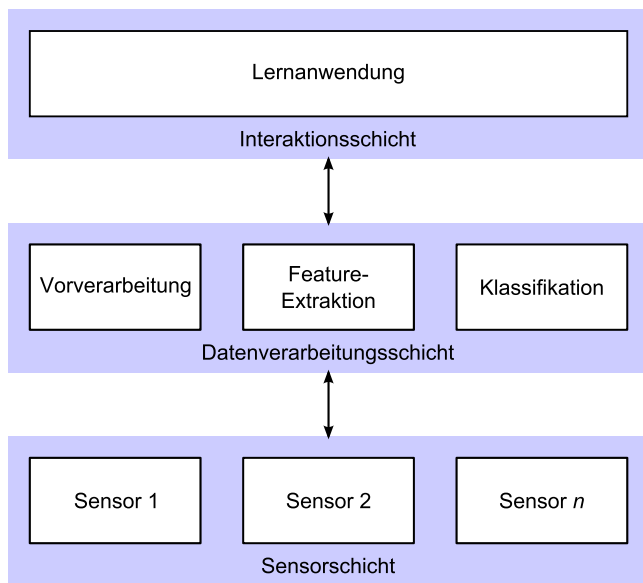 Lernanwendung
Interaktionsschicht
Vorverarbeitung
Feature-
Extraktion
Klassifikation
Datenverarbeitungsschicht
Sensor 1
Sensor 2
Sensor n
Sensorschicht